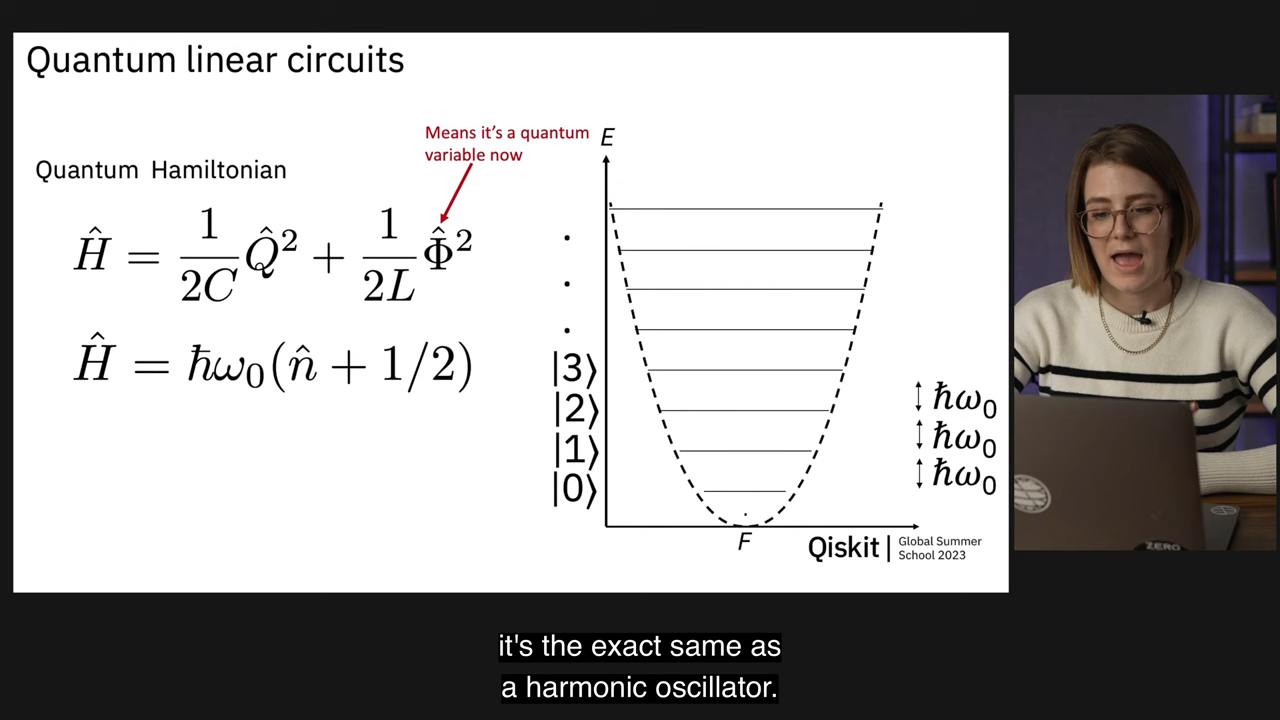 Quantum linear circuits
Means it's a quantum
variable now
Quantum Hamiltonian
Ĥ = 1/2C Q̂² + 1/2L Φ̂²
Ĥ = ħω₀(n̂ + 1/2)
E
.
.
.
|3⟩
|2⟩
|1⟩
|0⟩
ħω₀
ħω₀
ħω₀
F
Qiskit | Global Summer
School 2023
ZERO
it's the exact same as
a harmonic oscillator.